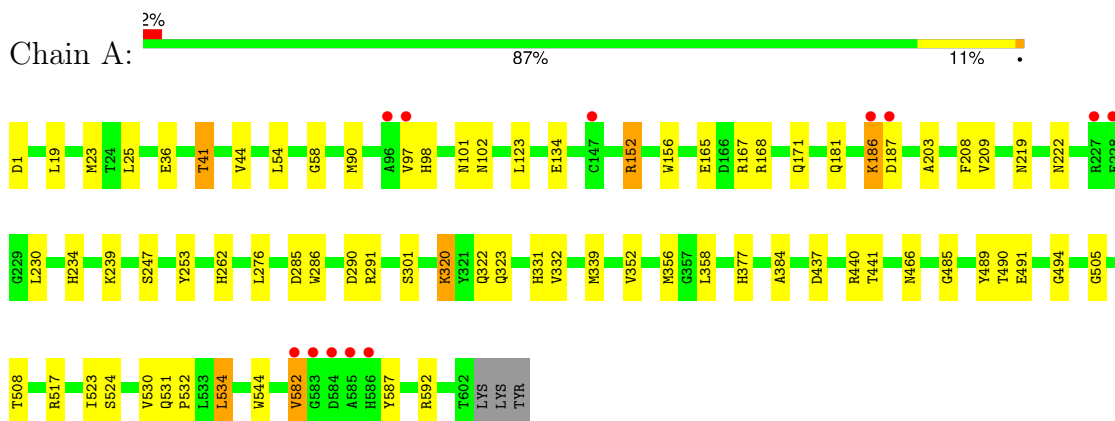 2%
Chain A:
87% 11% •
D1 L19 M23 T24 L25 E36 T41 V44 L54 G58 M90 A96 V97 H98 N101 N102 L123 E134 C147 R152 W156 E165 D166 R167 R168 Q171 Q181 K186 D187 A203 F208 V209 N219 N222 R227
G229 L230 H234 K239 S247 Y253 H262 L276 D285 W286 D290 R291 S301 K320 Y321 Q322 Q323 H331 V332 M339 V352 M356 G357 L358 H377 A384 D437 R440 T441 N466 G485 Y489 T490 E491 G494 G505
T508 R517 I523 S524 V530 Q531 P532 L533 L534 W544 V582 G583 D584 A585 H586 Y587 R592 T602 LYS LYS TYR